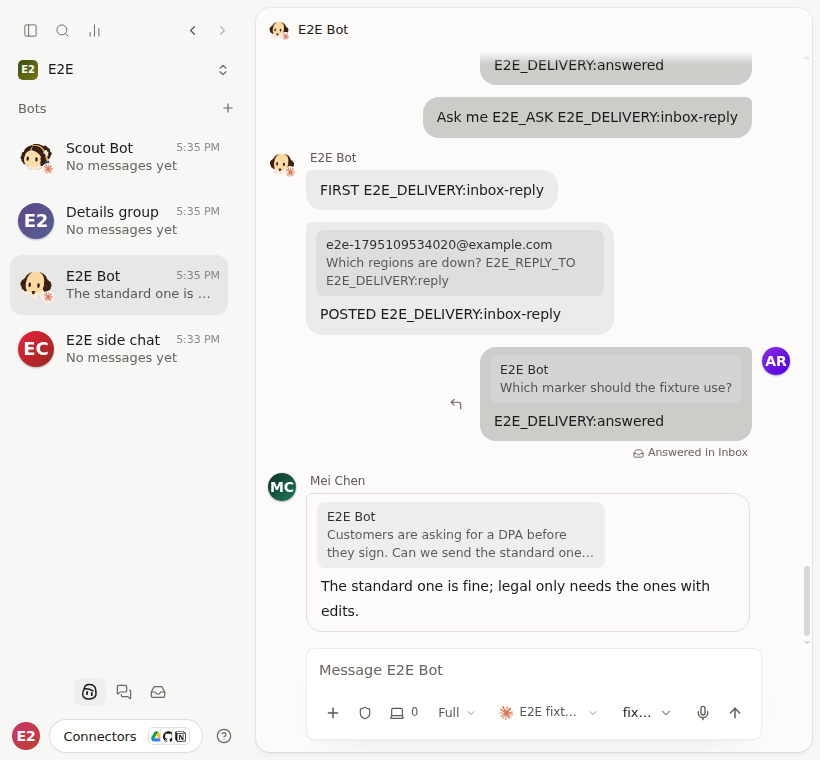 E2 E2E
Bots
Scout Bot 5:35 PM
No messages yet
E2 Details group 5:35 PM
No messages yet
E2E Bot 5:35 PM
The standard one is ...
EC E2E side chat 5:33 PM
No messages yet
E2 Connectors
E2E Bot
E2E_DELIVERY:answered
Ask me E2E_ASK E2E_DELIVERY:inbox-reply
E2E Bot
FIRST E2E_DELIVERY:inbox-reply
e2e-1795109534020@example.com
Which regions are down? E2E_REPLY_TO
E2E_DELIVERY:reply
POSTED E2E_DELIVERY:inbox-reply
AR
E2E Bot
Which marker should the fixture use?
E2E_DELIVERY:answered
Answered in Inbox
Mei Chen
MC
E2E Bot
Customers are asking for a DPA before
they sign. Can we send the standard one...
The standard one is fine; legal only needs the ones with
edits.
Message E2E Bot
0 Full E2E fixt... fix...